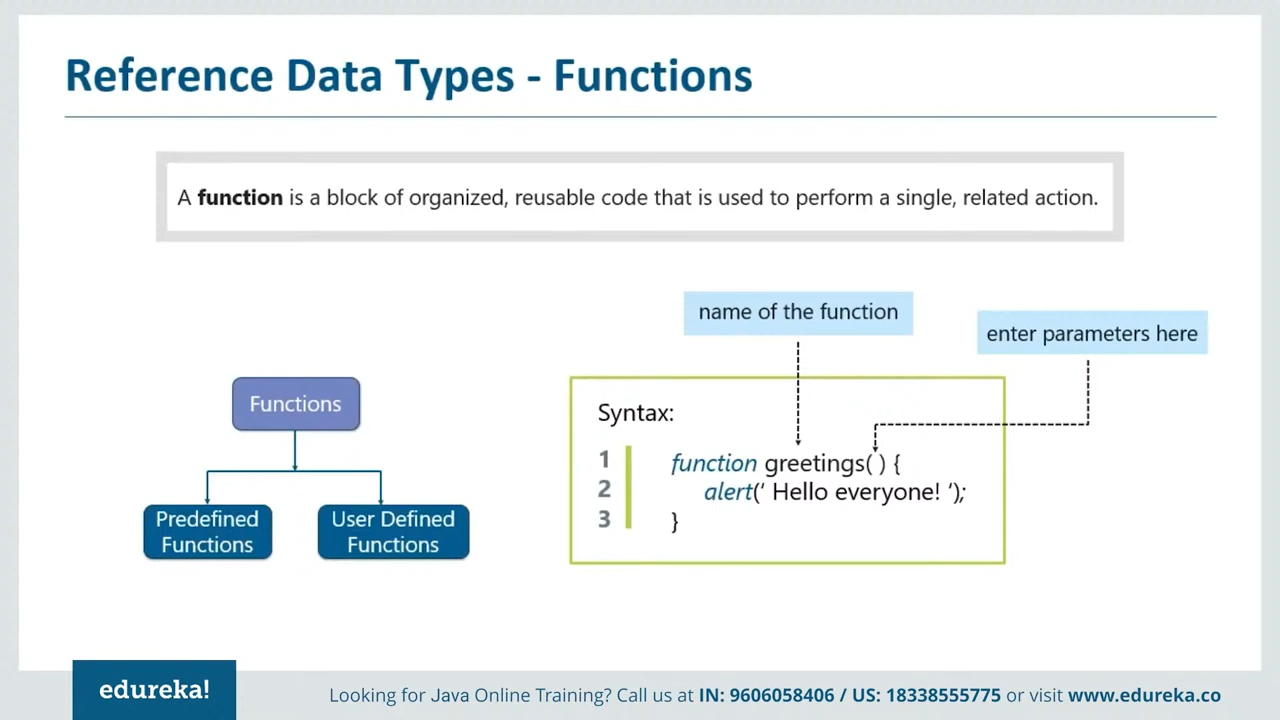 Reference Data Types - Functions
A function is a block of organized, reusable code that is used to perform a single, related action.
name of the function
enter parameters here
Functions
Predefined
Functions
User Defined
Functions
Syntax:
1 function greetings( ) {
2 alert(‘ Hello everyone! ‘);
3 }
edureka!
Looking for Java Online Training? Call us at IN: 9606058406 / US: 18338555775 or visit www.edureka.co